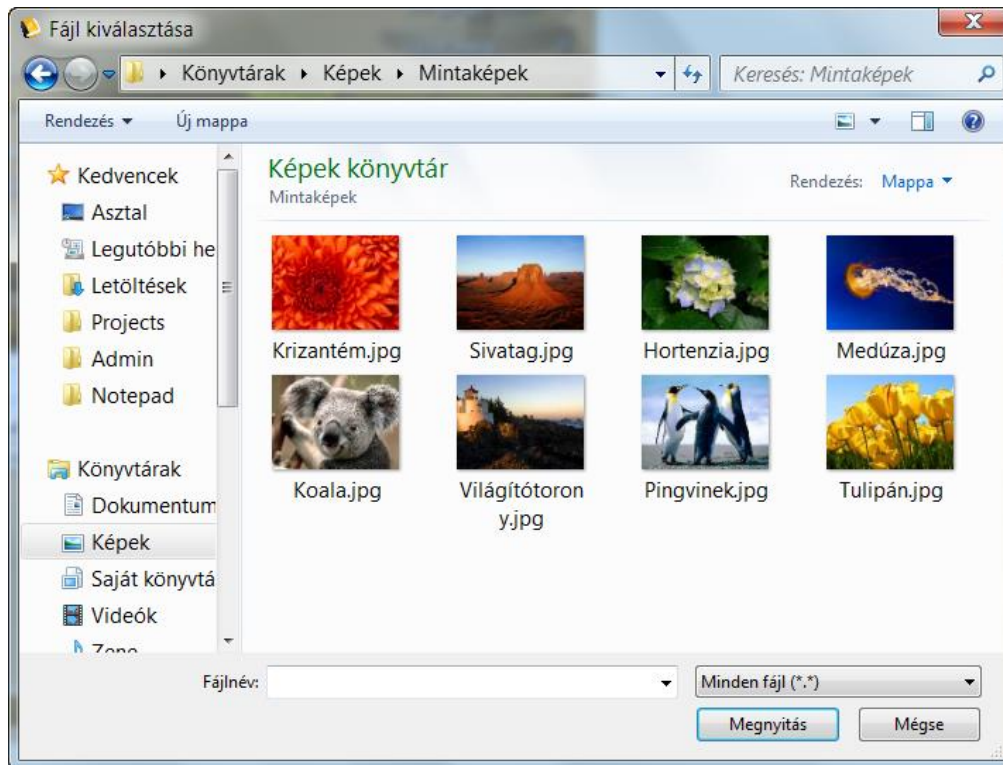 Fájl kiválasztása
Könyvtárak Képek Mintaképek
Keresés: Mintaképek
Rendezés
Új mappa
Kedvencek
Asztal
Legutóbbi he
Letöltések
Projects
Admin
Notepad
Könyvtárak
Dokumentum
Képek
Saját könyvtá
Videók
Zene
Képek könyvtár
Mintaképek
Rendezés: Mappa
Krizantém.jpg
Sivatag.jpg
Hortenzia.jpg
Medúza.jpg
Koala.jpg
Világítótoron
y.jpg
Pingvinek.jpg
Tulipán.jpg
Fájlnév:
Minden fájl (*.*)
Megnyitás
Mégse